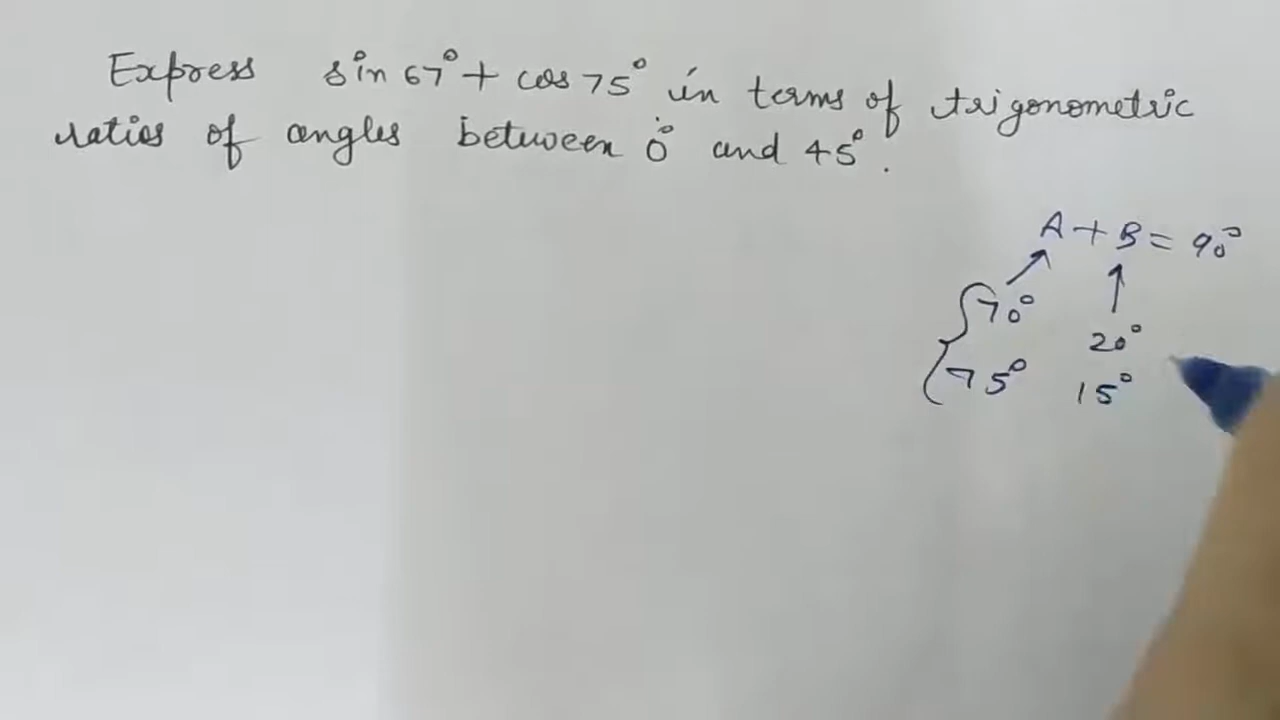 Express sin 67° + cos 75° in terms of trigonometric
ratios of angles between 0° and 45°.
A + B = 90°
70° 20°
75° 15°